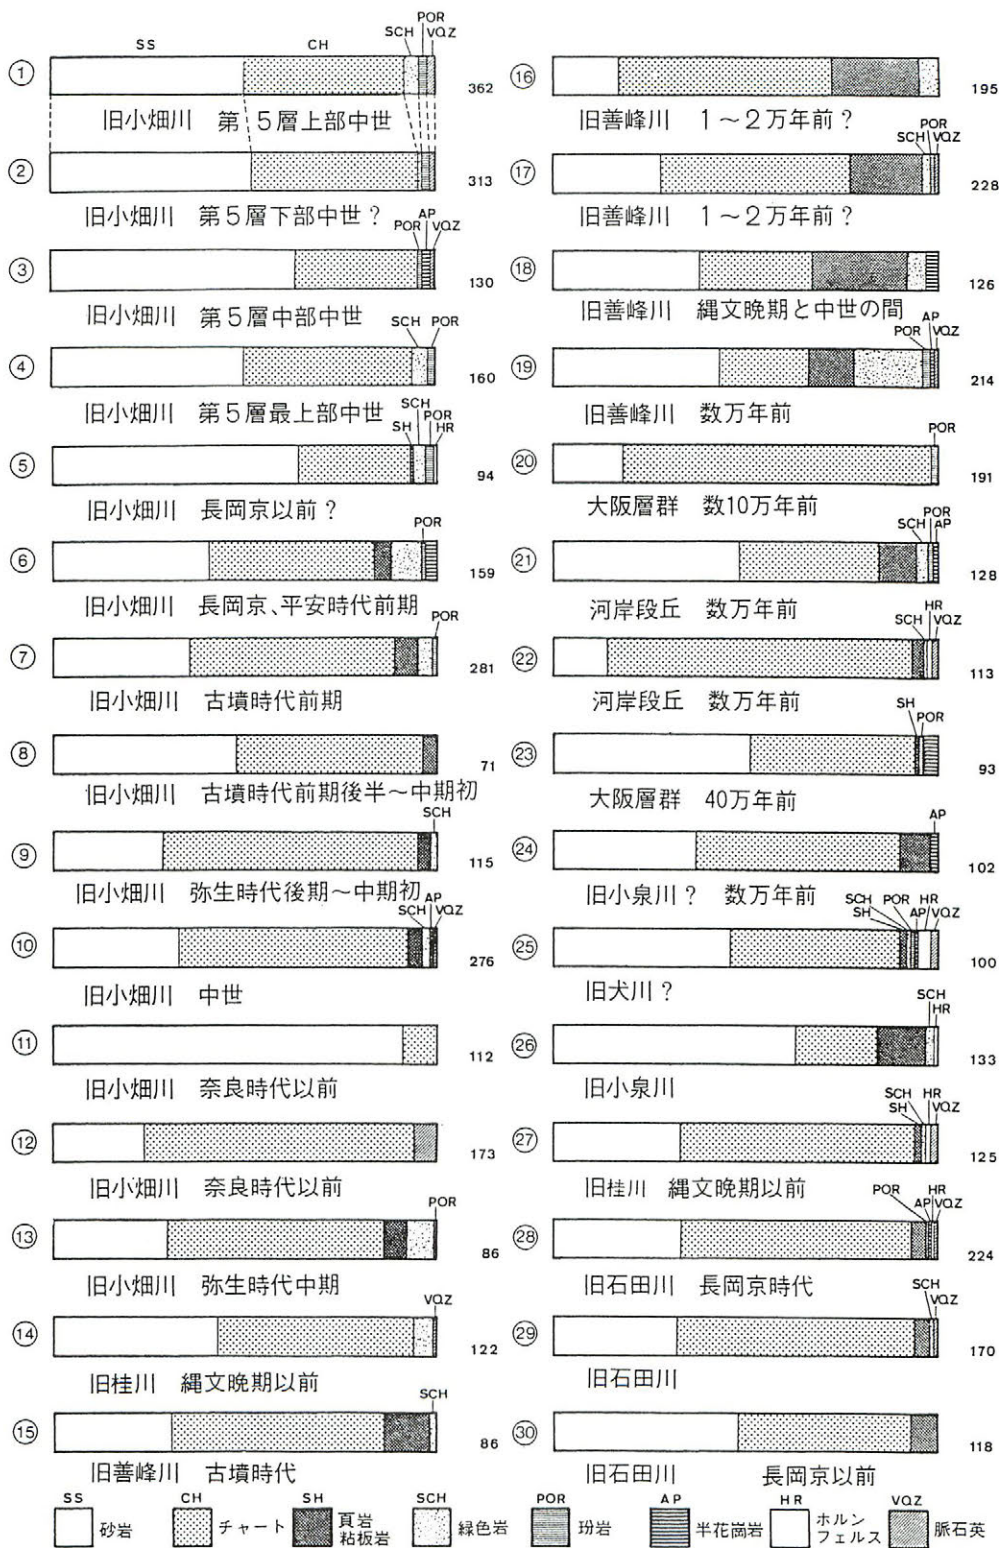 SS CH SCH POR VQZ
① 362
旧小畑川 第5層上部中世
② 313
旧小畑川 第5層下部中世?
POR AP VQZ
③ 130
旧小畑川 第5層中部中世
SCH POR
④ 160
旧小畑川 第5層最上部中世
SH SCH POR HR
⑤ 94
旧小畑川 長岡京以前?
POR
⑥ 159
旧小畑川 長岡京、平安時代前期
POR
⑦ 281
旧小畑川 古墳時代前期
⑧ 71
旧小畑川 古墳時代前期後半~中期初
SCH
⑨ 115
旧小畑川 弥生時代後期~中期初
SCH AP VQZ
⑩ 276
旧小畑川 中世
⑪ 112
旧小畑川 奈良時代以前
⑫ 173
旧小畑川 奈良時代以前
POR
⑬ 86
旧小畑川 弥生時代中期
VQZ
⑭ 122
旧桂川 縄文晩期以前
SCH
⑮ 86
旧善峰川 古墳時代
⑯ 195
旧善峰川 1~2万年前?
SCH POR VQZ
⑰ 228
旧善峰川 1~2万年前?
⑱ 126
旧善峰川 縄文晩期と中世の間
POR AP VQZ
⑲ 214
旧善峰川 数万年前
POR
⑳ 191
大阪層群 数10万年前
SCH POR AP
㉑ 128
河岸段丘 数万年前
SCH HR VQZ
㉒ 113
河岸段丘 数万年前
SH POR
㉓ 93
大阪層群 40万年前
AP
㉔ 102
旧小泉川? 数万年前
SCH SH POR AP HR VQZ
㉕ 100
旧犬川?
SCH HR
㉖ 133
旧小泉川
SCH SH HR VQZ
㉗ 125
旧桂川 縄文晩期以前
POR AP HR VQZ
㉘ 224
旧石田川 長岡京時代
SCH VQZ
㉙ 170
旧石田川
㉚ 118
旧石田川 長岡京以前
SS 砂岩
CH チャート
SH 頁岩 粘板岩
SCH 緑色岩
POR 玢岩
AP 半花崗岩
HR ホルンフェルス
VQZ 脈石英